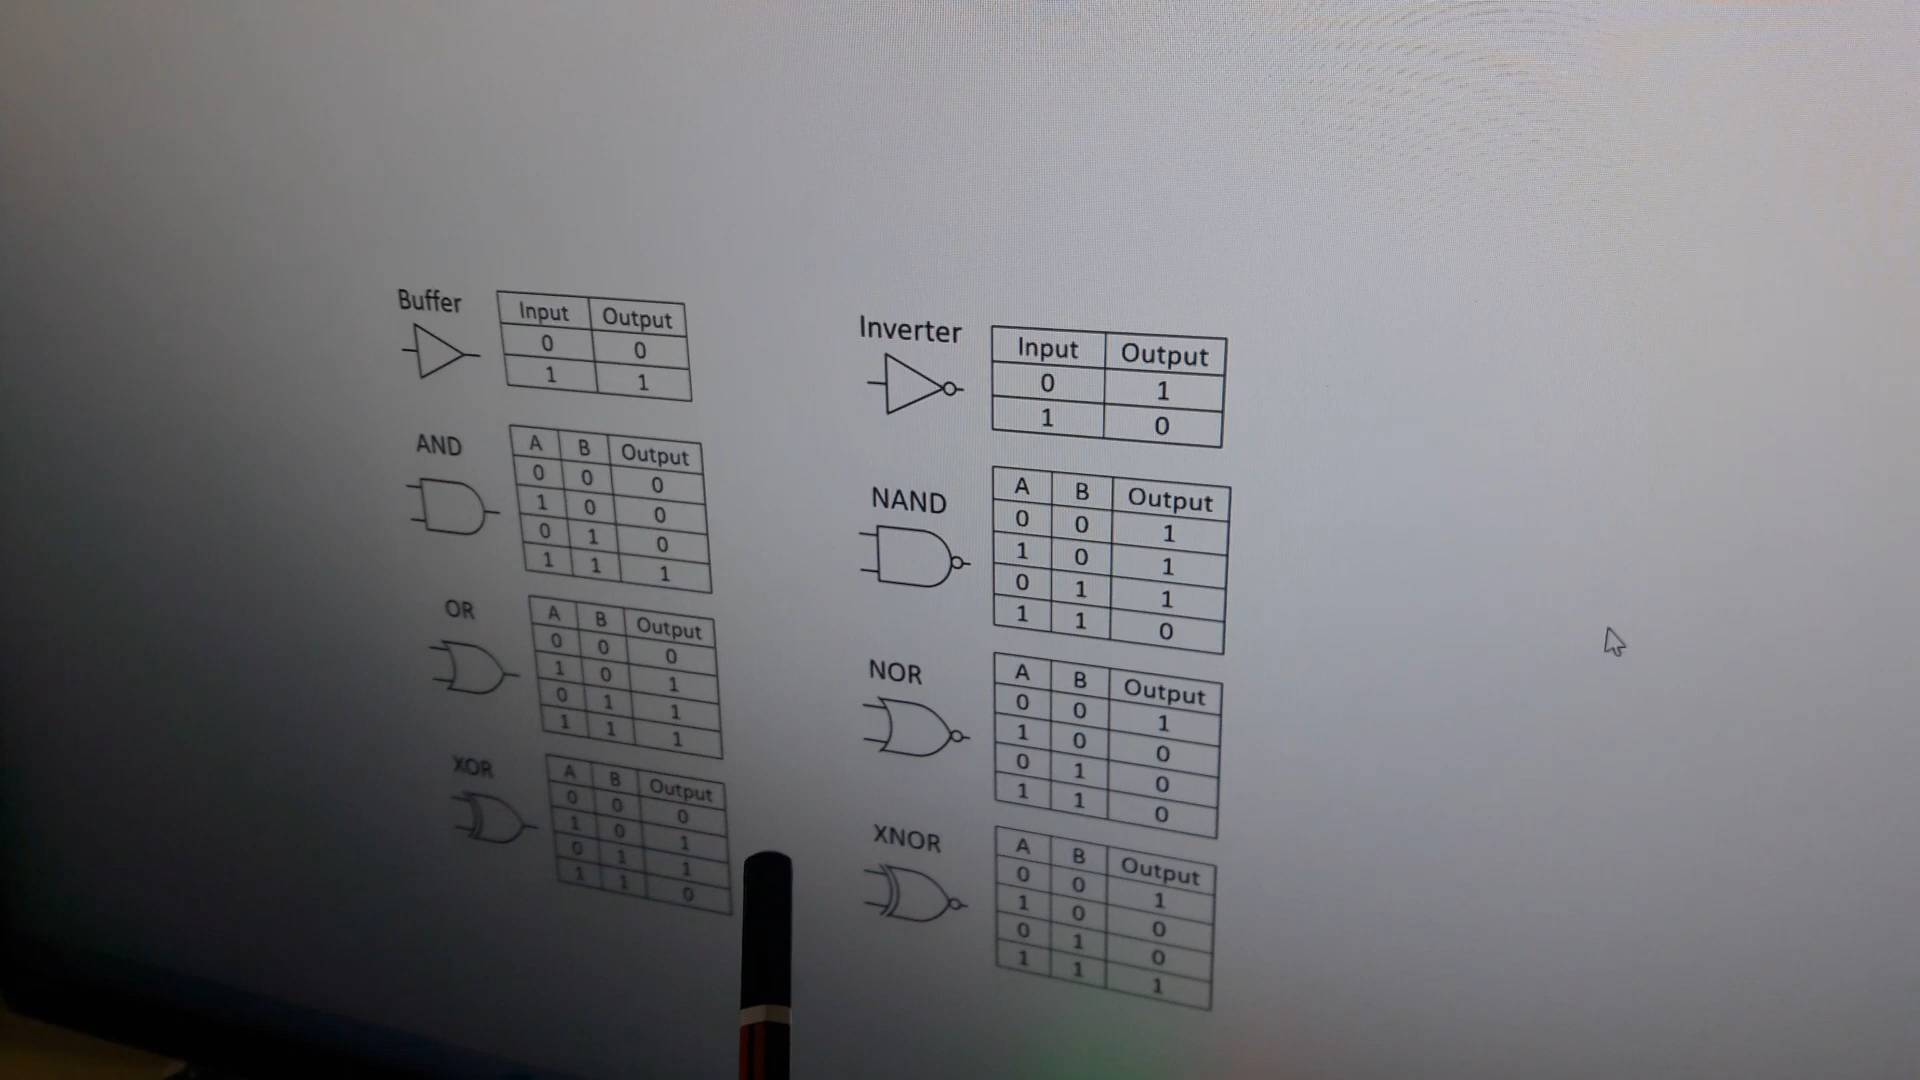 Buffer
Input Output
0 0
1 1
AND
A B Output
0 0 0
1 0 0
0 1 0
1 1 1
OR
A B Output
0 0 0
1 0 1
0 1 1
1 1 1
XOR
A B Output
0 0 0
1 0 1
0 1 1
1 1 0
Inverter
Input Output
0 1
1 0
NAND
A B Output
0 0 1
1 0 1
0 1 1
1 1 0
NOR
A B Output
0 0 1
1 0 0
0 1 0
1 1 0
XNOR
A B Output
0 0 1
1 0 0
0 1 0
1 1 1